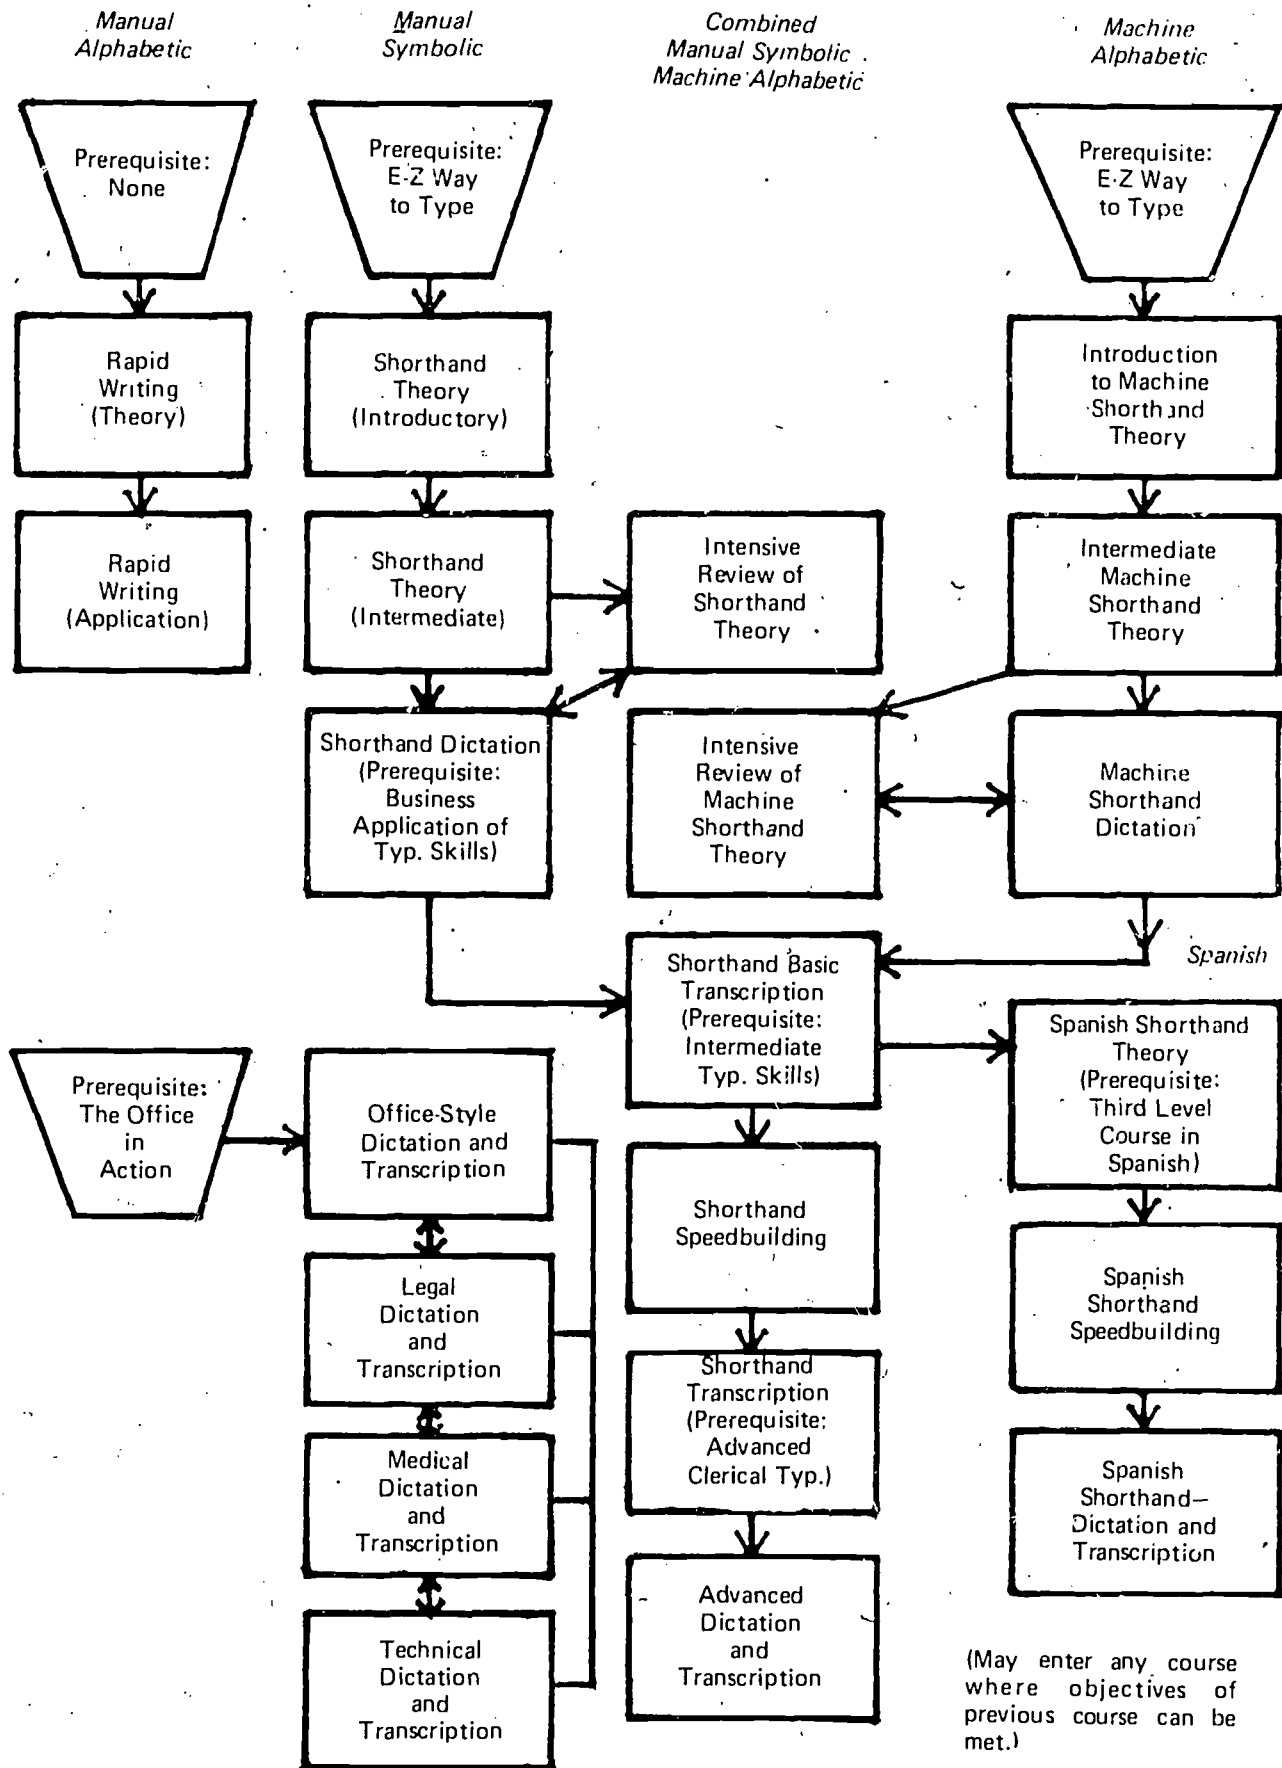 Manual
Alphabetic
Manual
Symbolic
Combined
Manual Symbolic
Machine Alphabetic
Machine
Alphabetic
Prerequisite:
None
Prerequisite:
E-Z Way
to Type
Prerequisite:
E-Z Way
to Type
Rapid
Writing
(Theory)
Shorthand
Theory
(Introductory)
Introduction
to Machine
Shorthand
Theory
Rapid
Writing
(Application)
Shorthand
Theory
(Intermediate)
Intensive
Review of
Shorthand
Theory
Intermediate
Machine
Shorthand
Theory
Shorthand Dictation
(Prerequisite:
Business
Application of
Typ. Skills)
Intensive
Review of
Machine
Shorthand
Theory
Machine
Shorthand
Dictation
Shorthand Basic
Transcription
(Prerequisite:
Intermediate
Typ. Skills)
Spanish
Spanish Shorthand
Theory
(Prerequisite:
Third Level
Course in
Spanish)
Prerequisite:
The Office
in
Action
Office-Style
Dictation and
Transcription
Shorthand
Speedbuilding
Spanish
Shorthand
Speedbuilding
Legal
Dictation
and
Transcription
Shorthand
Transcription
(Prerequisite:
Advanced
Clerical Typ.)
Medical
Dictation
and
Transcription
Spanish
Shorthand—
Dictation and
Transcription
Advanced
Dictation
and
Transcription
Technical
Dictation
and
Transcription
(May enter any course
where objectives of
previous course can be
met.)